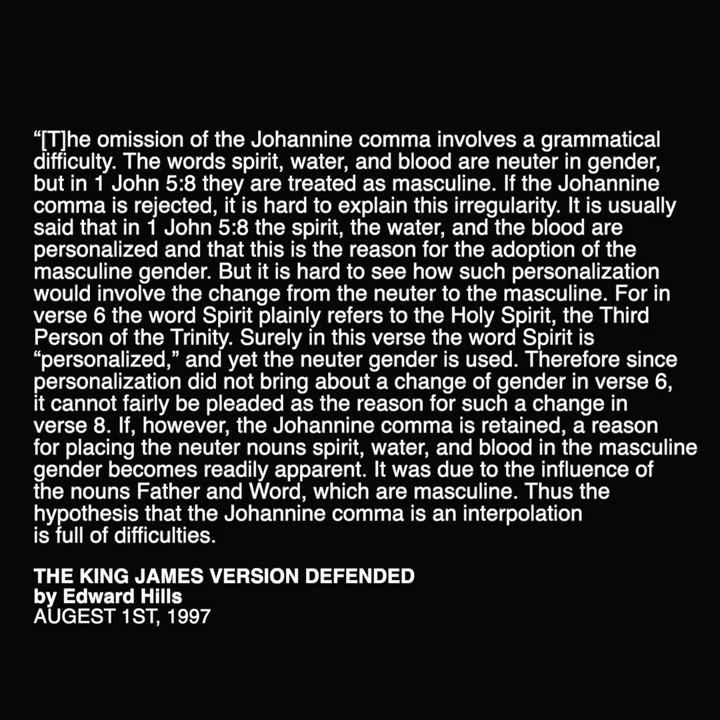 “[T]he omission of the Johannine comma involves a grammatical
difficulty. The words spirit, water, and blood are neuter in gender,
but in 1 John 5:8 they are treated as masculine. If the Johannine
comma is rejected, it is hard to explain this irregularity. It is usually
said that in 1 John 5:8 the spirit, the water, and the blood are
personalized and that this is the reason for the adoption of the
masculine gender. But it is hard to see how such personalization
would involve the change from the neuter to the masculine. For in
verse 6 the word Spirit plainly refers to the Holy Spirit, the Third
Person of the Trinity. Surely in this verse the word Spirit is
“personalized,” and yet the neuter gender is used. Therefore since
personalization did not bring about a change of gender in verse 6,
it cannot fairly be pleaded as the reason for such a change in
verse 8. If, however, the Johannine comma is retained, a reason
for placing the neuter nouns spirit, water, and blood in the masculine
gender becomes readily apparent. It was due to the influence of
the nouns Father and Word, which are masculine. Thus the
hypothesis that the Johannine comma is an interpolation
is full of difficulties.
THE KING JAMES VERSION DEFENDED
by Edward Hills
AUGEST 1ST, 1997